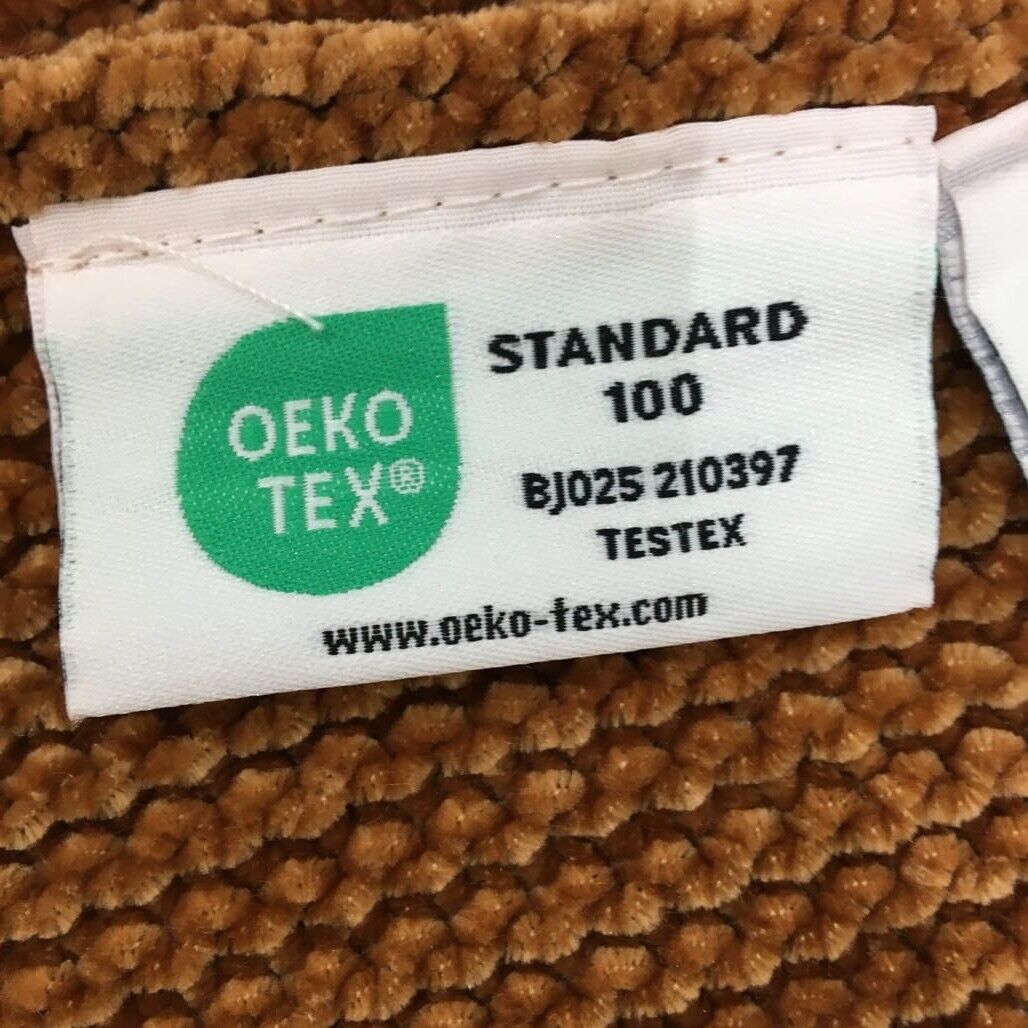 OEKO
TEX®
STANDARD
100
BJ025 210397
TESTEX
www.oeko-tex.com